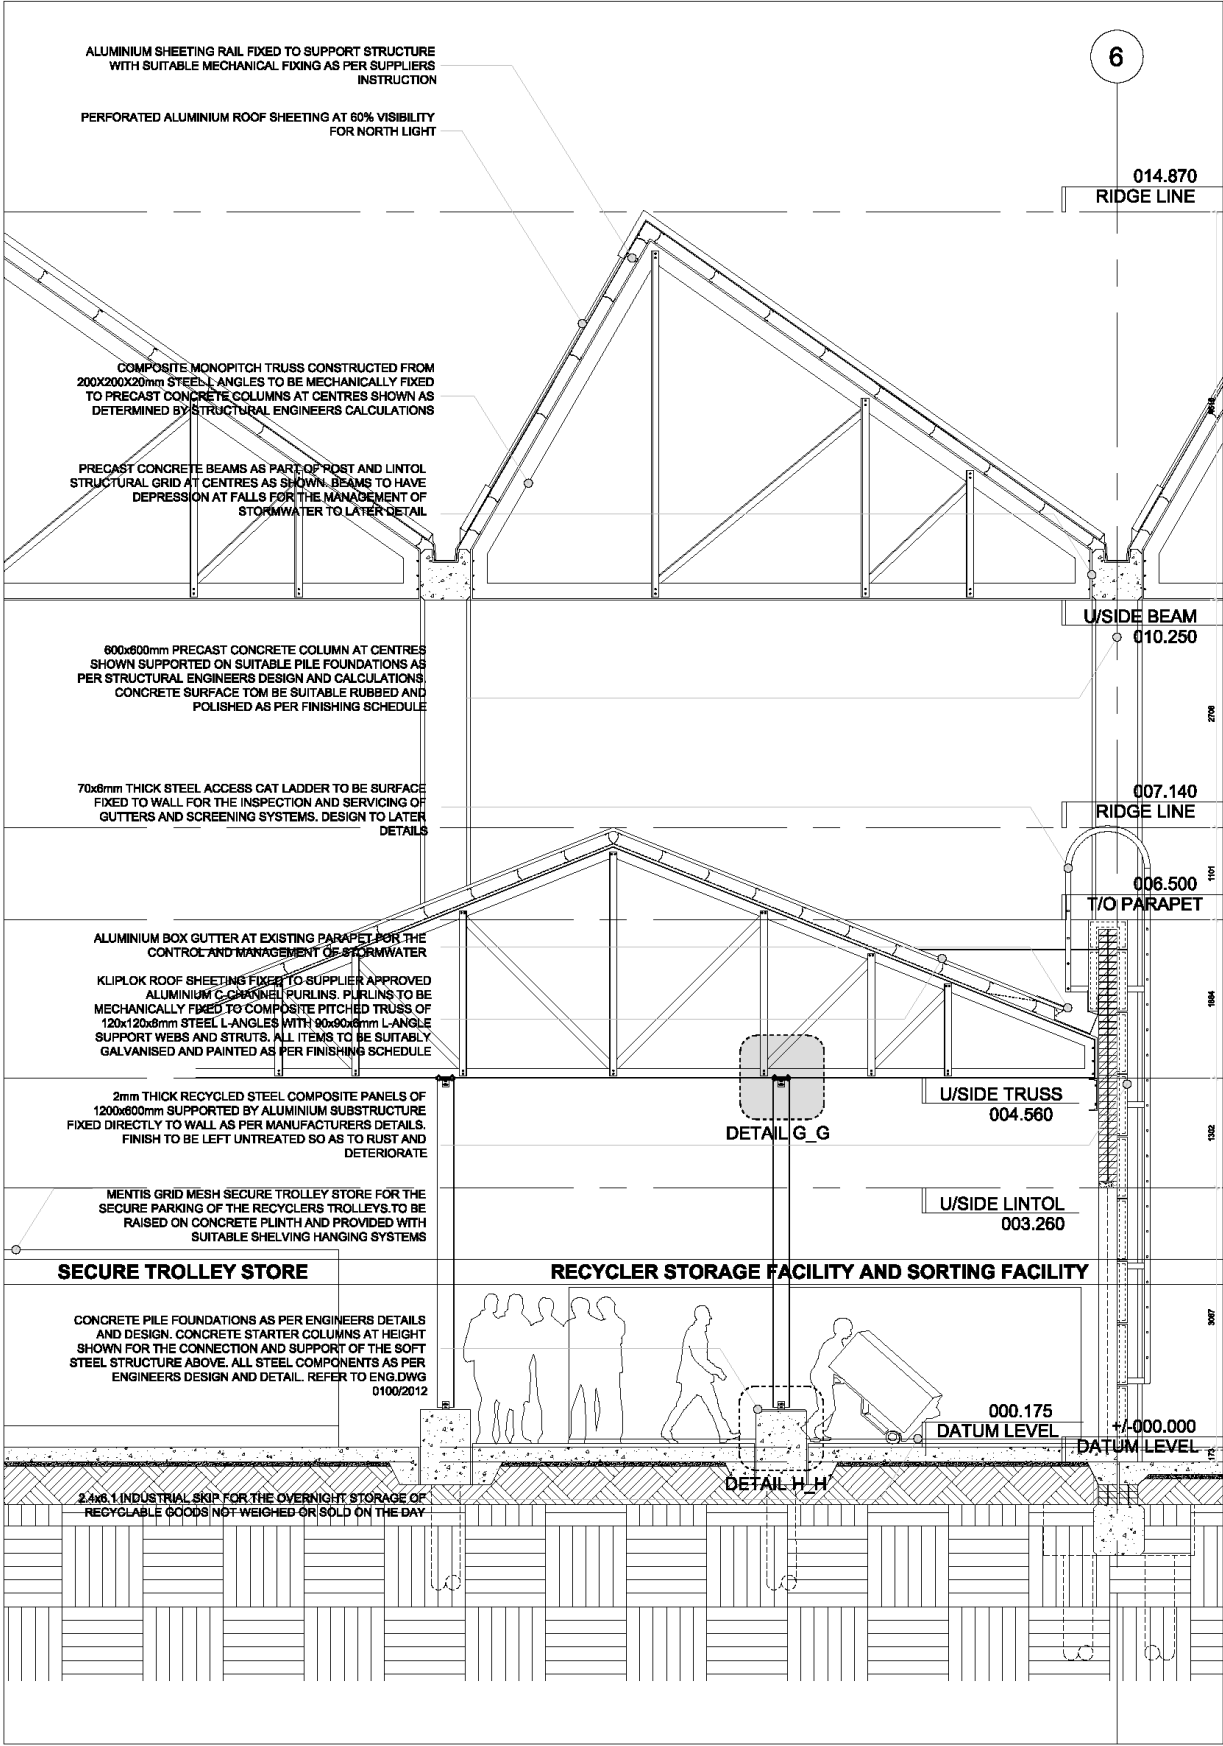 ALUMINIUM SHEETING RAIL FIXED TO SUPPORT STRUCTURE
WITH SUITABLE MECHANICAL FIXING AS PER SUPPLIERS
INSTRUCTION
6
PERFORATED ALUMINIUM ROOF SHEETING AT 60% VISIBILITY
FOR NORTH LIGHT
014.870
RIDGE LINE
COMPOSITE MONOPITCH TRUSS CONSTRUCTED FROM
200X200X20mm STEEL L ANGLES TO BE MECHANICALLY FIXED
TO PRECAST CONCRETE COLUMNS AT CENTRES SHOWN AS
DETERMINED BY STRUCTURAL ENGINEERS CALCULATIONS
PRECAST CONCRETE BEAMS AS PART OF POST AND LINTOL
STRUCTURAL GRID AT CENTRES AS SHOWN. BEAMS TO HAVE
DEPRESSION AT FALLS FOR THE MANAGEMENT OF
STORMWATER TO LATER DETAIL
U/SIDE BEAM
010.250
600x600mm PRECAST CONCRETE COLUMN AT CENTRES
SHOWN SUPPORTED ON SUITABLE PILE FOUNDATIONS AS
PER STRUCTURAL ENGINEERS DESIGN AND CALCULATIONS.
CONCRETE SURFACE TOM BE SUITABLE RUBBED AND
POLISHED AS PER FINISHING SCHEDULE
2708
70x6mm THICK STEEL ACCESS CAT LADDER TO BE SURFACE
FIXED TO WALL FOR THE INSPECTION AND SERVICING OF
GUTTERS AND SCREENING SYSTEMS. DESIGN TO LATER
DETAILS
007.140
RIDGE LINE
1101
006.500
T/O PARAPET
ALUMINIUM BOX GUTTER AT EXISTING PARAPET FOR THE
CONTROL AND MANAGEMENT OF STORMWATER
KLIPLOK ROOF SHEETING FIXED TO SUPPLIER APPROVED
ALUMINIUM C-CHANNEL PURLINS. PURLINS TO BE
MECHANICALLY FIXED TO COMPOSITE PITCHED TRUSS OF
120x120x8mm STEEL L-ANGLES WITH 90x90x6mm L-ANGLE
SUPPORT WEBS AND STRUTS. ALL ITEMS TO BE SUITABLY
GALVANISED AND PAINTED AS PER FINISHING SCHEDULE
1884
U/SIDE TRUSS
004.560
2mm THICK RECYCLED STEEL COMPOSITE PANELS OF
1200x600mm SUPPORTED BY ALUMINIUM SUBSTRUCTURE
FIXED DIRECTLY TO WALL AS PER MANUFACTURERS DETAILS.
FINISH TO BE LEFT UNTREATED SO AS TO RUST AND
DETERIORATE
DETAIL G_G
1302
MENTIS GRID MESH SECURE TROLLEY STORE FOR THE
SECURE PARKING OF THE RECYCLERS TROLLEYS.TO BE
RAISED ON CONCRETE PLINTH AND PROVIDED WITH
SUITABLE SHELVING HANGING SYSTEMS
U/SIDE LINTOL
003.260
SECURE TROLLEY STORE
RECYCLER STORAGE FACILITY AND SORTING FACILITY
CONCRETE PILE FOUNDATIONS AS PER ENGINEERS DETAILS
AND DESIGN. CONCRETE STARTER COLUMNS AT HEIGHT
SHOWN FOR THE CONNECTION AND SUPPORT OF THE SOFT
STEEL STRUCTURE ABOVE. ALL STEEL COMPONENTS AS PER
ENGINEERS DESIGN AND DETAIL. REFER TO ENG.DWG
0100/2012
3087
000.175
DATUM LEVEL
+/-000.000
DATUM LEVEL
DETAIL H_H
2.4x6.1 INDUSTRIAL SKIP FOR THE OVERNIGHT STORAGE OF
RECYCLABLE GOODS NOT WEIGHED OR SOLD ON THE DAY